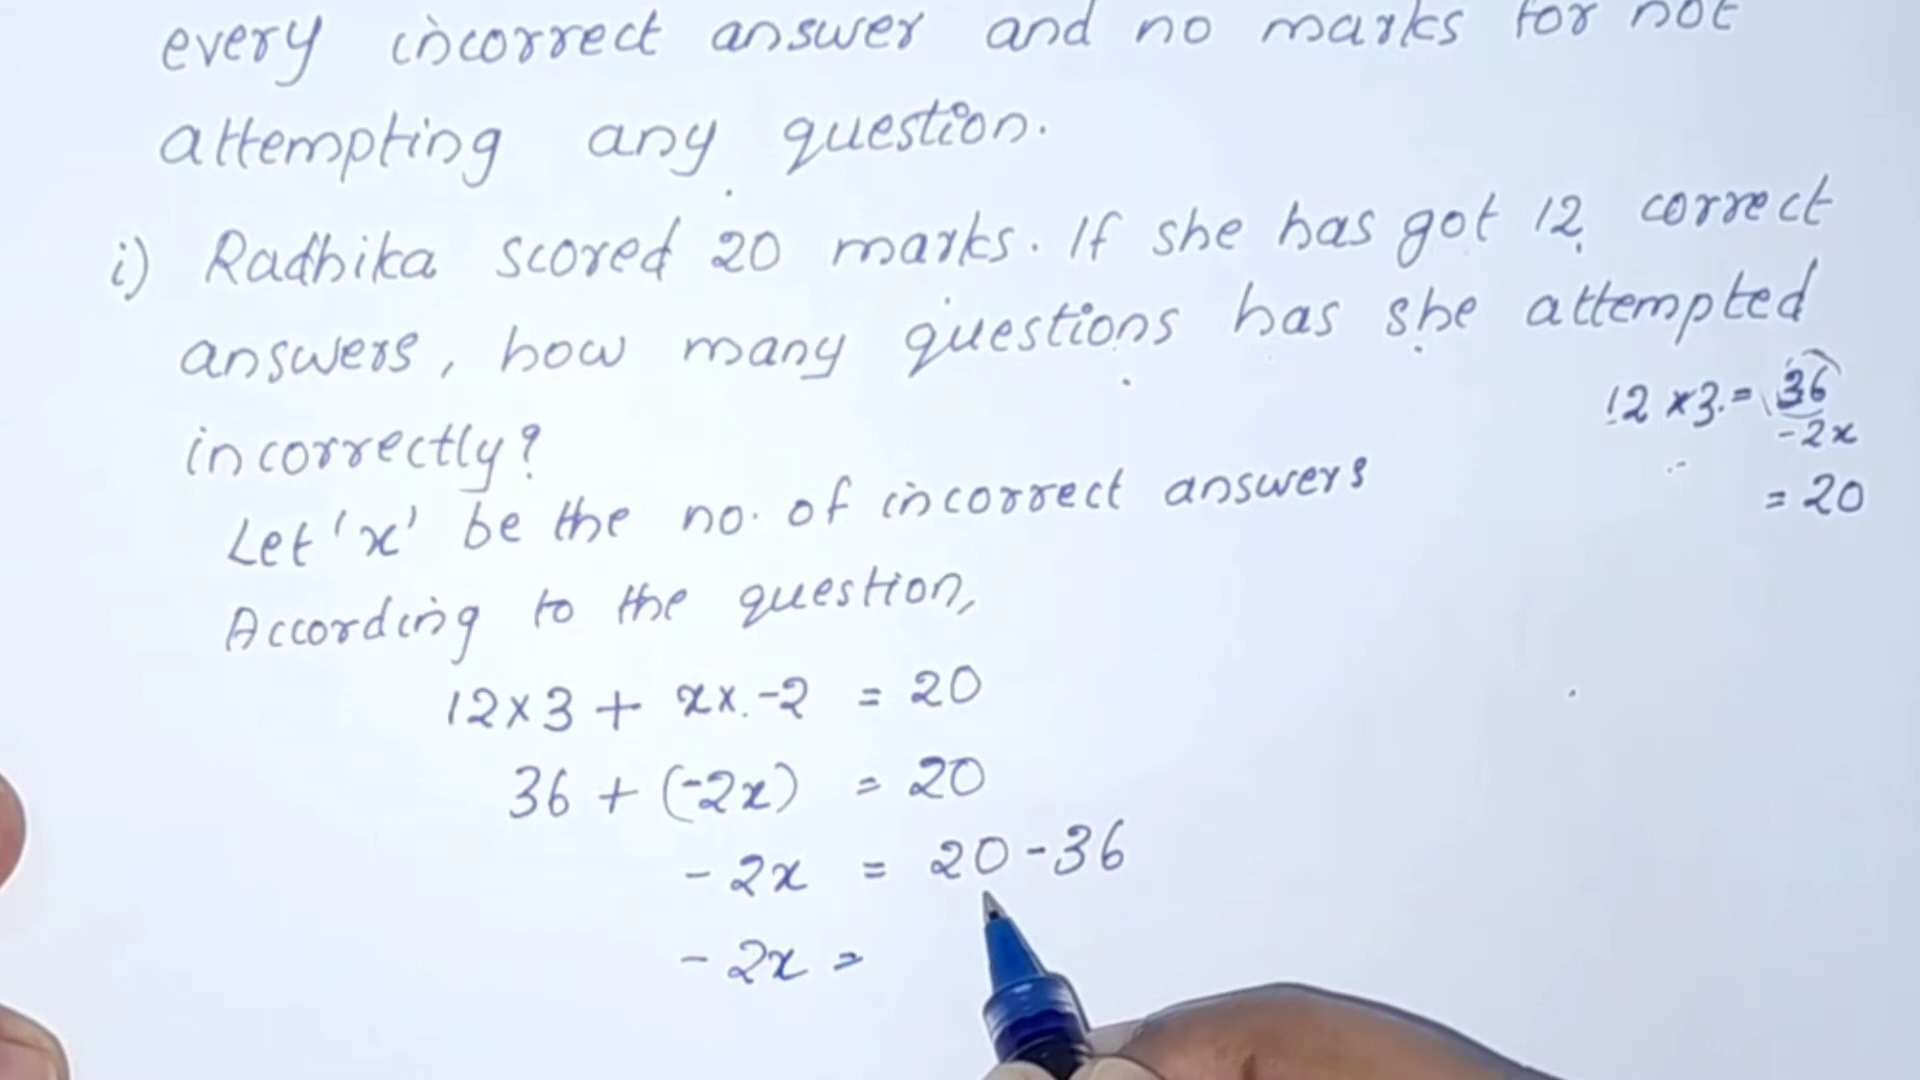 every incorrect answer and no marks for not
attempting any question.
i) Radhika scored 20 marks. If she has got 12 correct
answers, how many questions has she attempted
incorrectly?
12 × 3 = 36
-2x
= 20
Let 'x' be the no. of incorrect answers
According to the question,
12×3 + x×-2 = 20
36 + (-2x) = 20
- 2x = 20 - 36
- 2x =